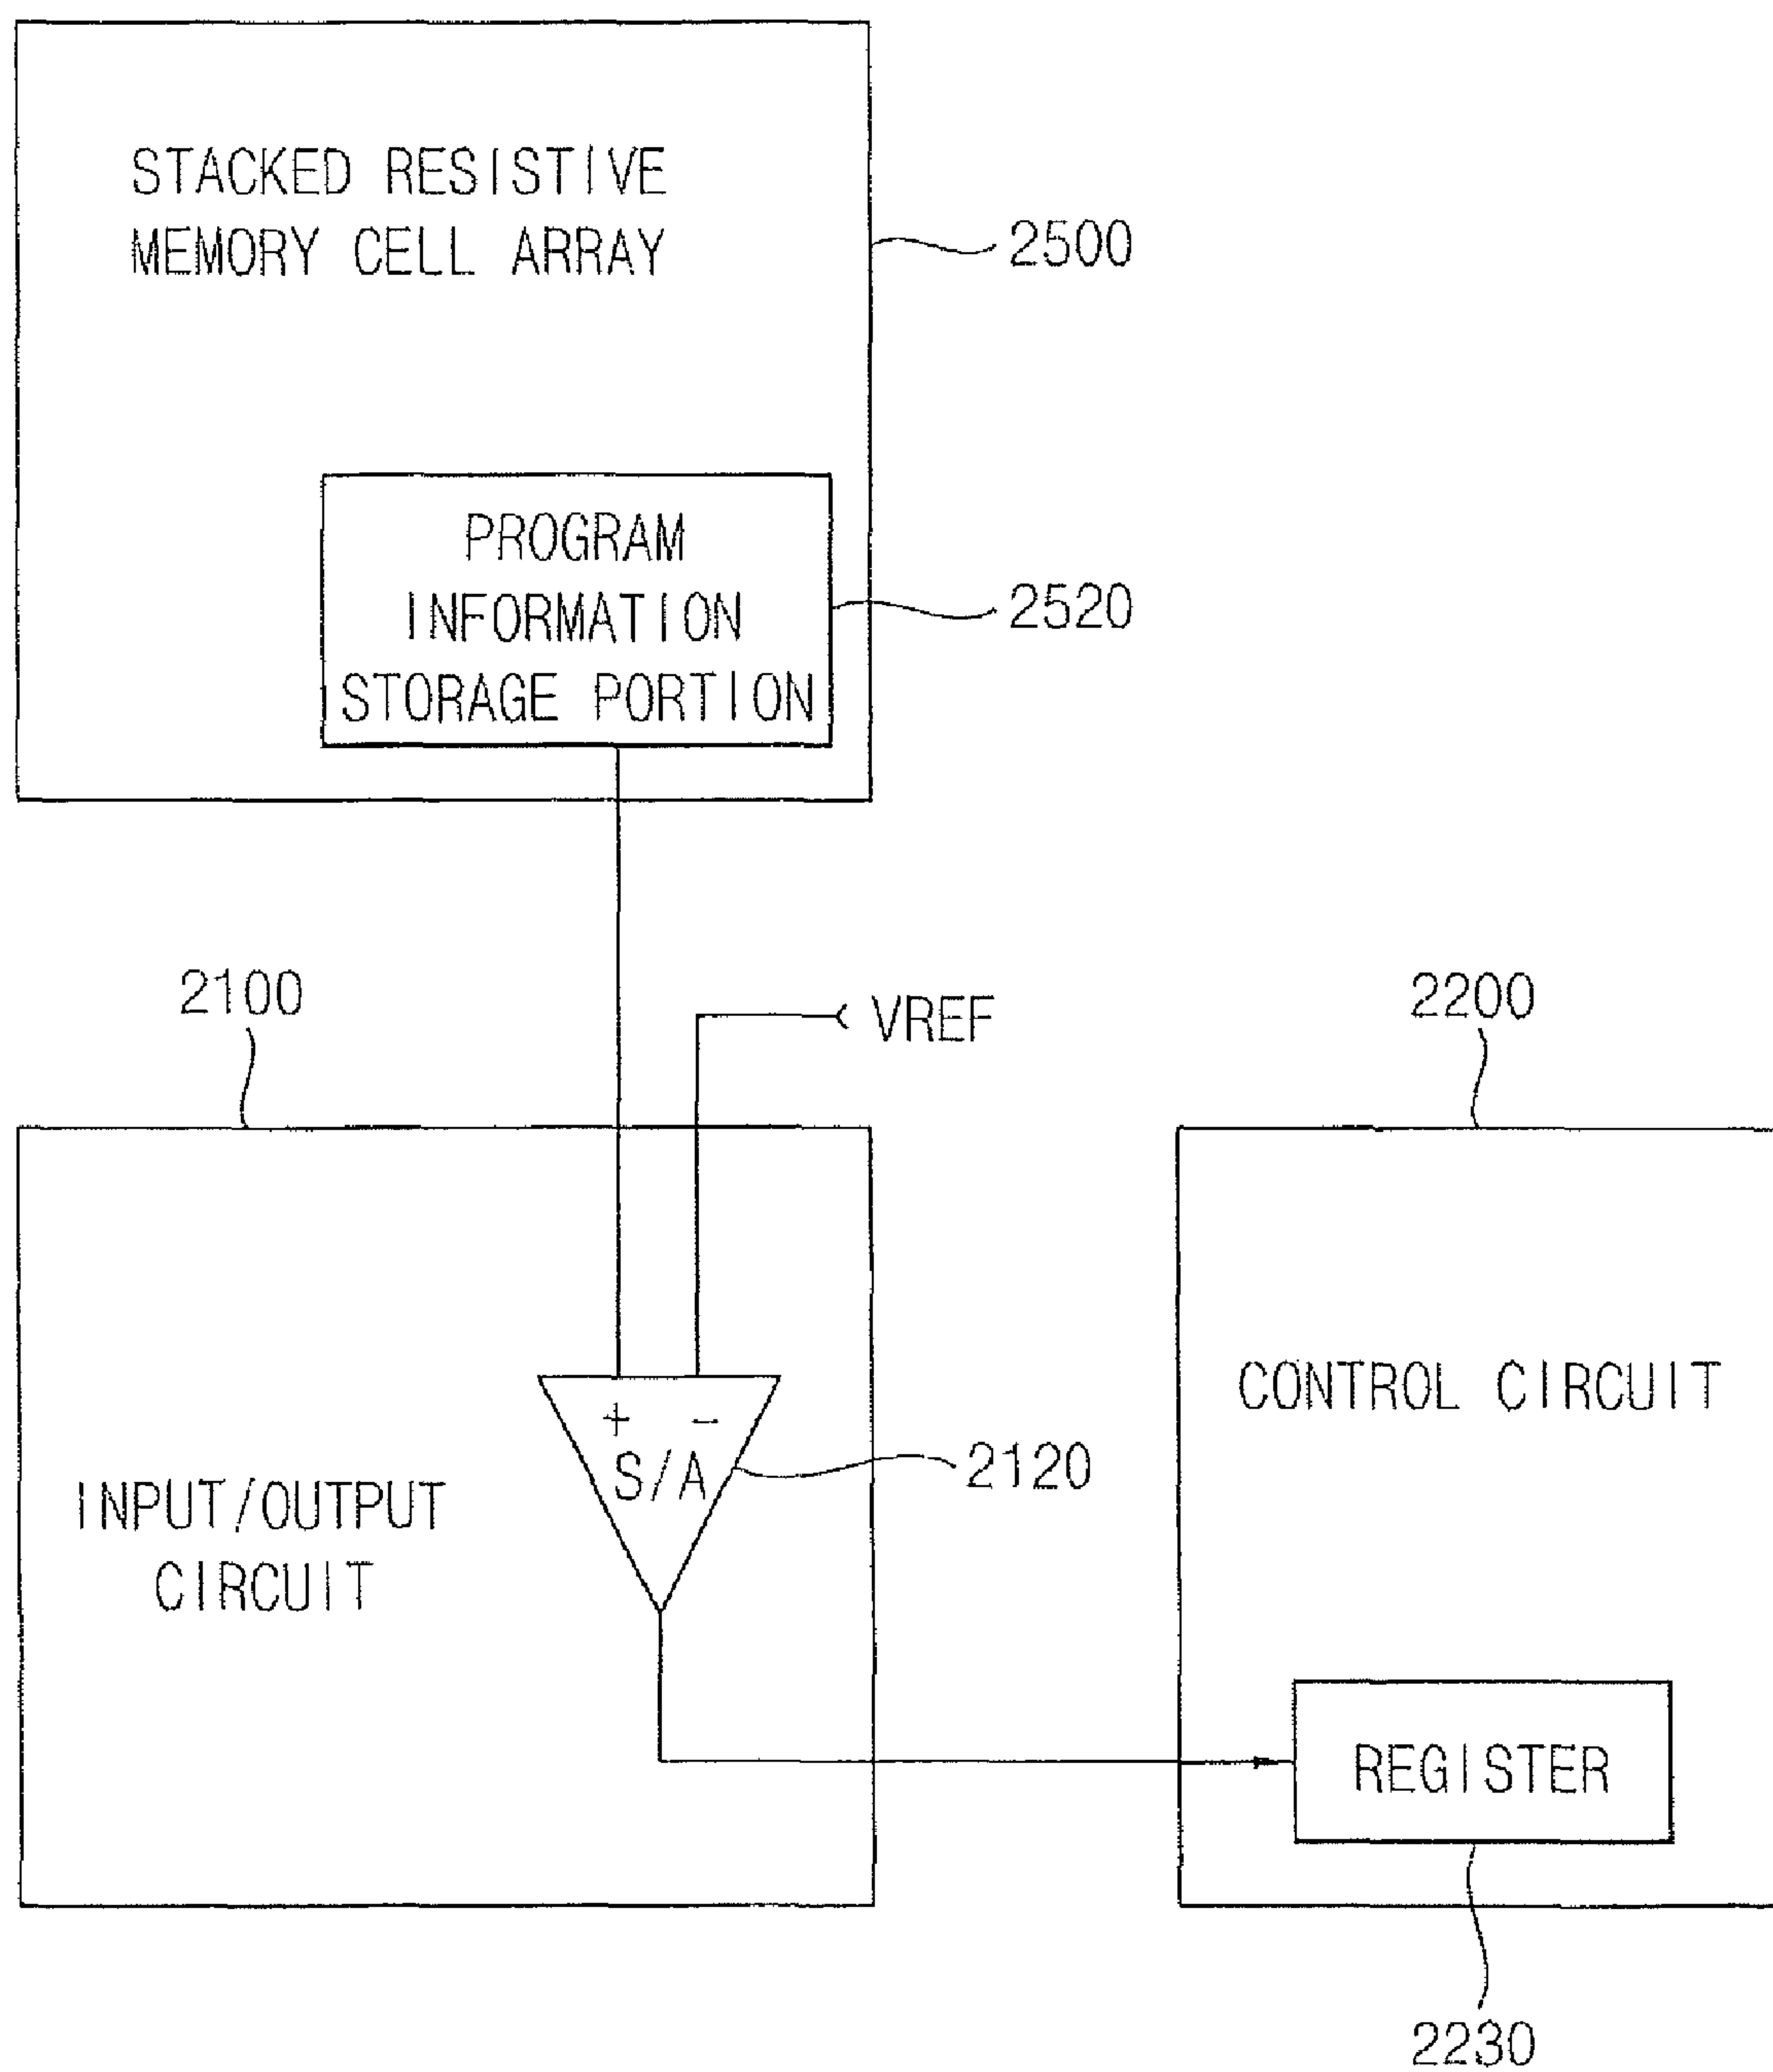 STACKED RESISTIVE
MEMORY CELL ARRAY
2500
PROGRAM
INFORMATION
STORAGE PORTION
2520
2100
VREF
2200
+ -
S/A
2120
INPUT/OUTPUT
CIRCUIT
CONTROL CIRCUIT
REGISTER
2230